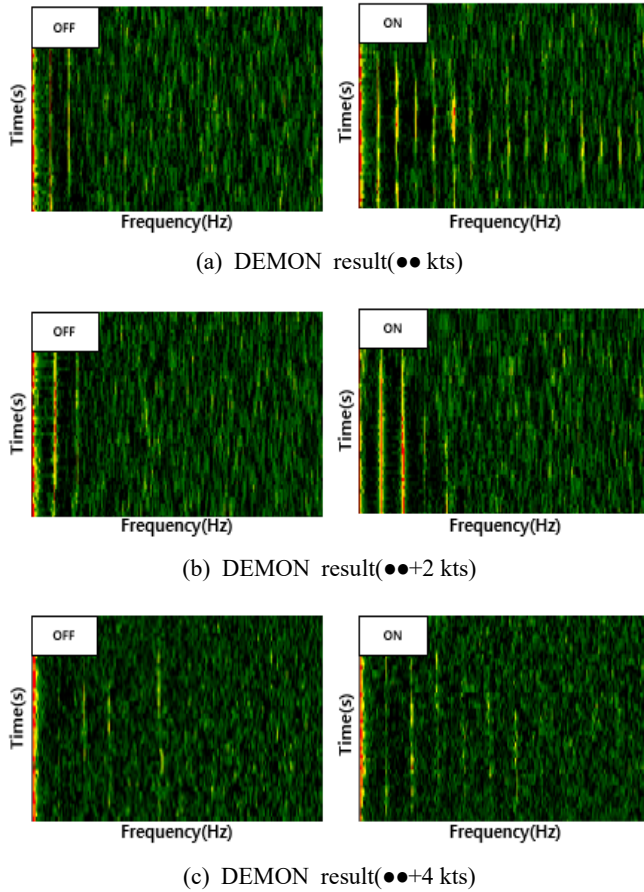 OFF ON
Time(s) Time(s)
Frequency(Hz) Frequency(Hz)
(a) DEMON result(●● kts)
OFF ON
Time(s) Time(s)
Frequency(Hz) Frequency(Hz)
(b) DEMON result(●●+2 kts)
OFF ON
Time(s) Time(s)
Frequency(Hz) Frequency(Hz)
(c) DEMON result(●●+4 kts)